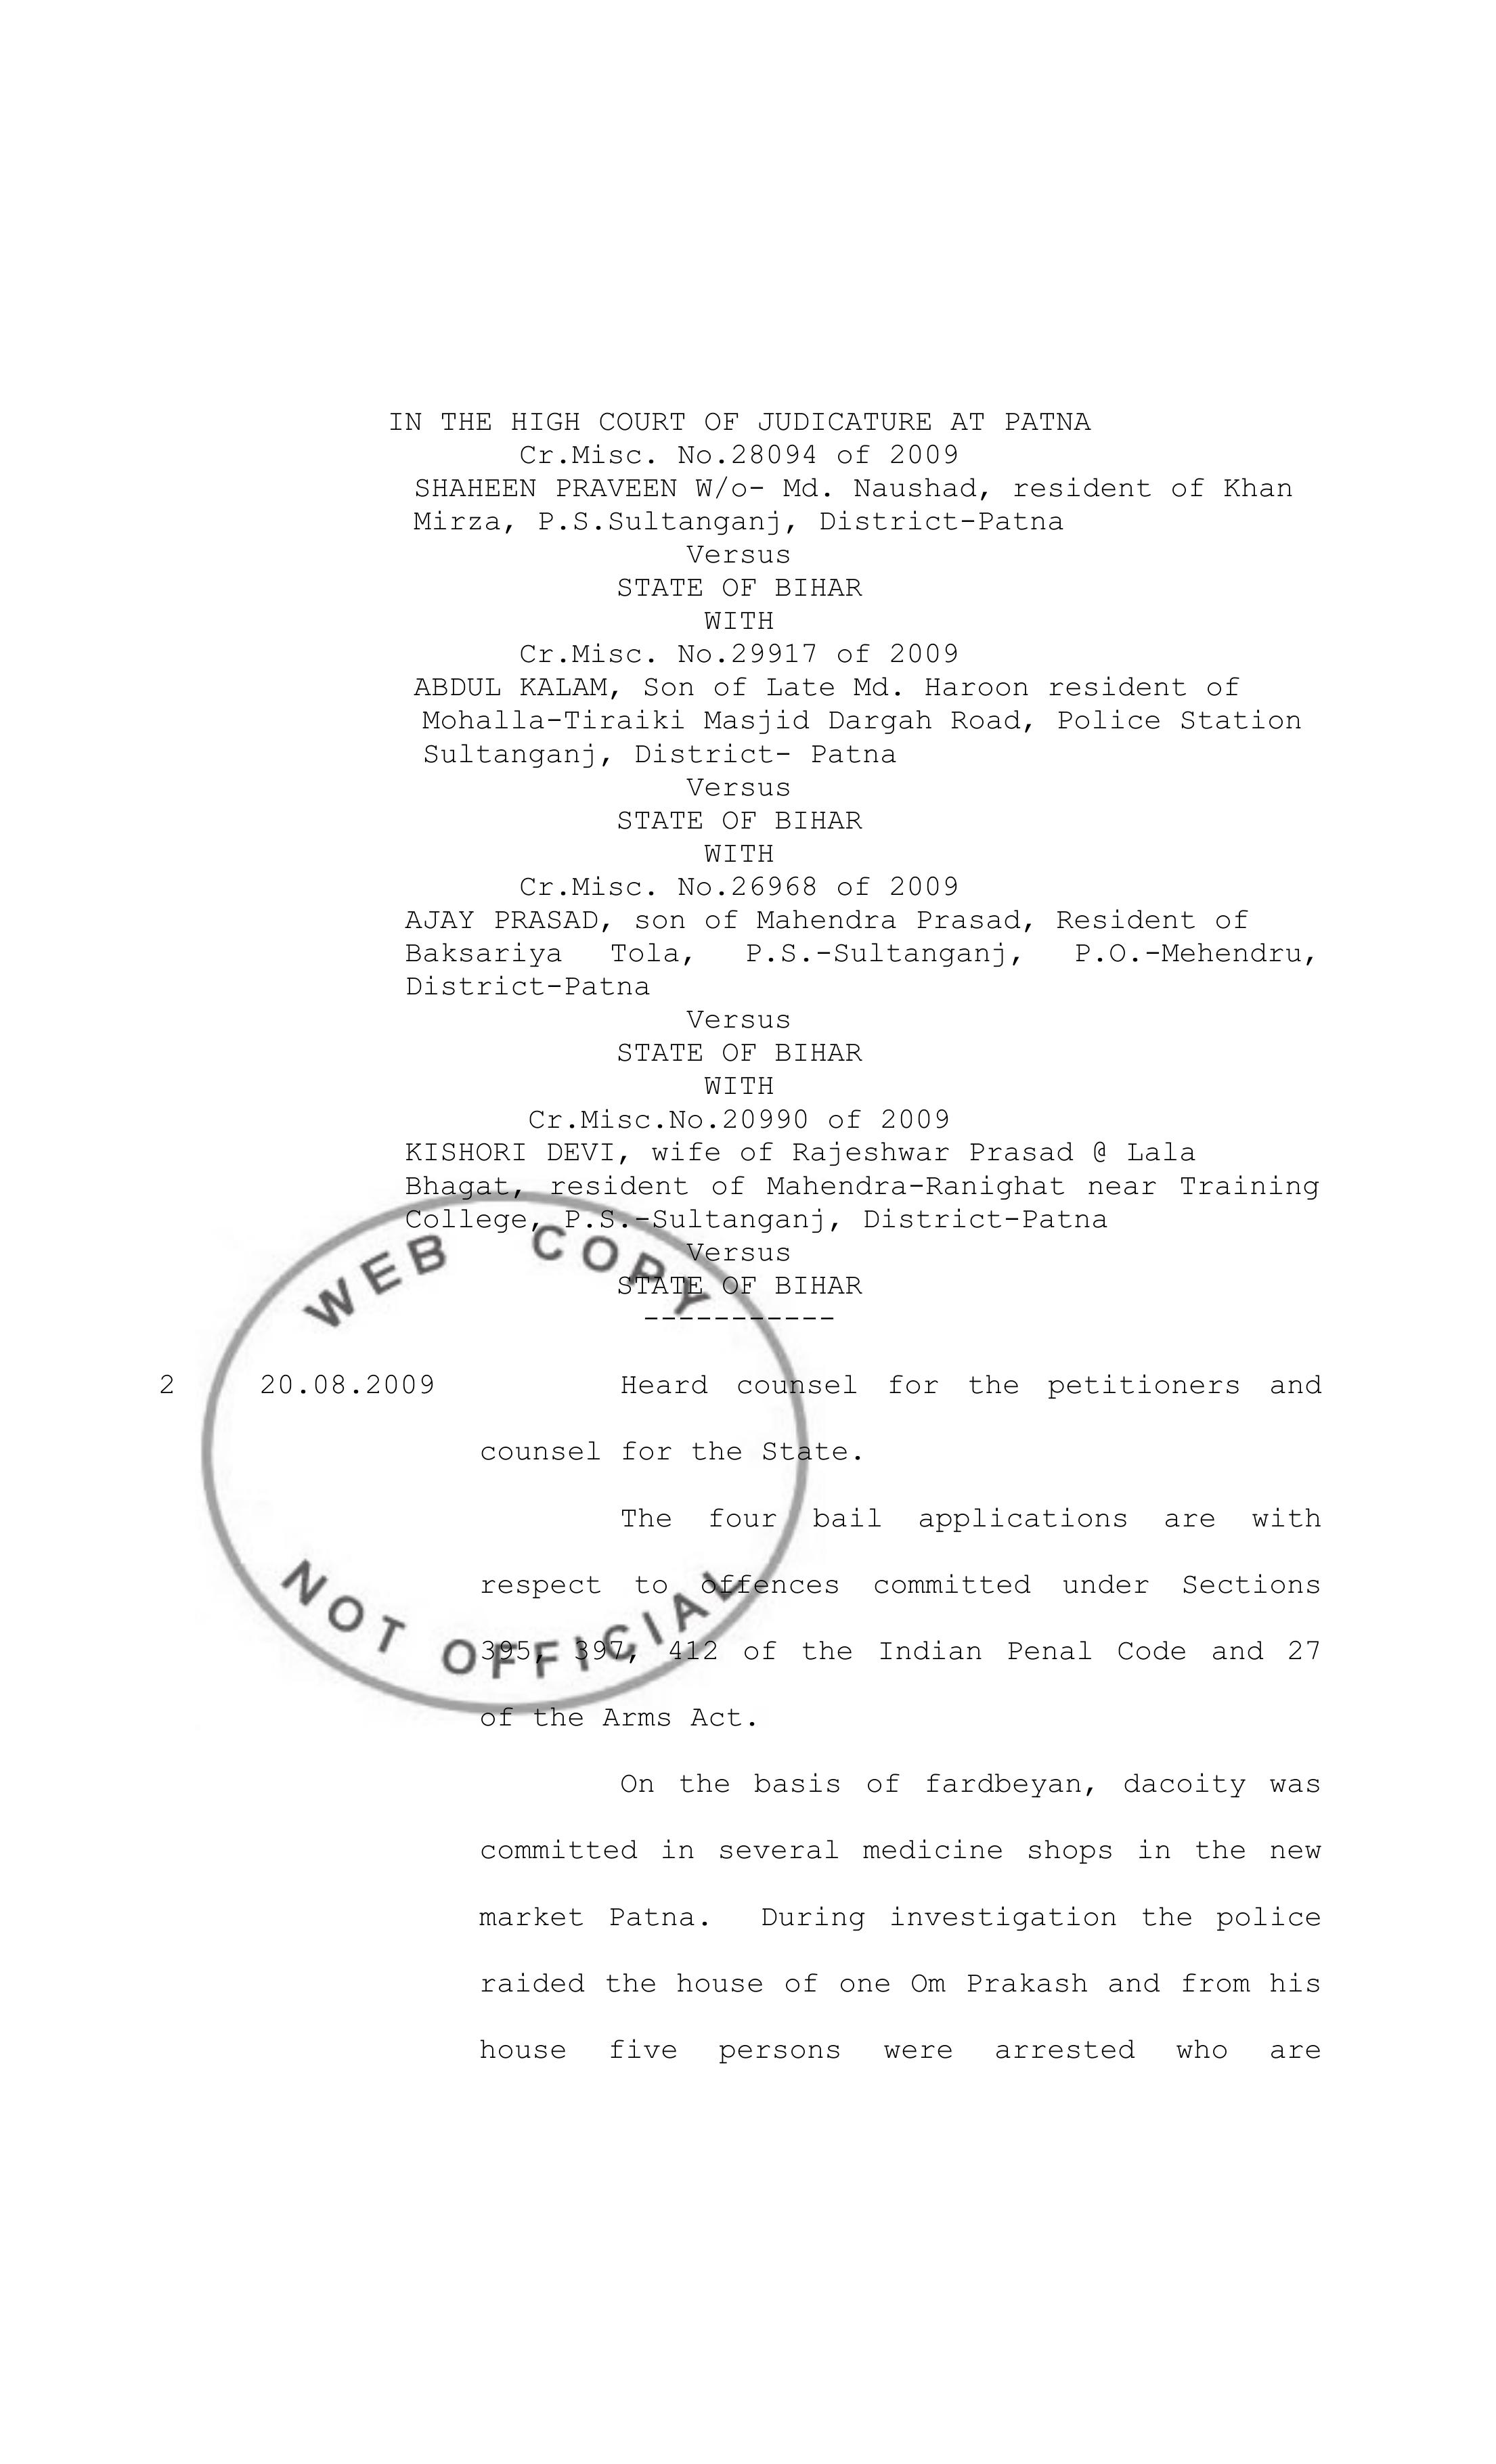 IN THE HIGH COURT OF JUDICATURE AT PATNA
Cr.Misc. No.28094 of 2009
SHAHEEN PRAVEEN W/o- Md. Naushad, resident of Khan
Mirza, P.S.Sultanganj, District-Patna
Versus
STATE OF BIHAR
WITH
Cr.Misc. No.29917 of 2009
ABDUL KALAM, Son of Late Md. Haroon resident of
Mohalla-Tiraiki Masjid Dargah Road, Police Station
Sultanganj, District- Patna
Versus
STATE OF BIHAR
WITH
Cr.Misc. No.26968 of 2009
AJAY PRASAD, son of Mahendra Prasad, Resident of
Baksariya Tola, P.S.-Sultanganj, P.O.-Mehendru,
District-Patna
Versus
STATE OF BIHAR
WITH
Cr.Misc.No.20990 of 2009
KISHORI DEVI, wife of Rajeshwar Prasad @ Lala
Bhagat, resident of Mahendra-Ranighat near Training
College, P.S.-Sultanganj, District-Patna
Versus
STATE OF BIHAR
-----------
WEB COPY
NOT OFFICIAL
2 20.08.2009 Heard counsel for the petitioners and
counsel for the State.
The four bail applications are with
respect to offences committed under Sections
395, 397, 412 of the Indian Penal Code and 27
of the Arms Act.
On the basis of fardbeyan, dacoity was
committed in several medicine shops in the new
market Patna. During investigation the police
raided the house of one Om Prakash and from his
house five persons were arrested who are